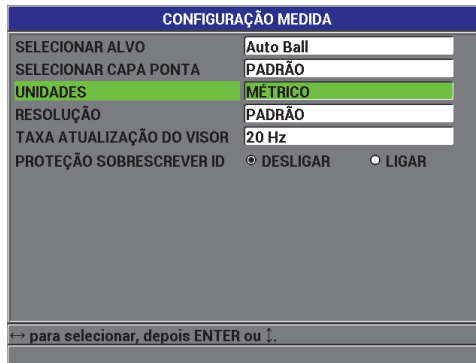 CONFIGURAÇÃO MEDIDA
SELECIONAR ALVO Auto Ball
SELECIONAR CAPA PONTA PADRÃO
UNIDADES MÉTRICO
RESOLUÇÃO PADRÃO
TAXA ATUALIZAÇÃO DO VISOR 20 Hz
PROTEÇÃO SOBRESCREVER ID DESLIGAR LIGAR
↔ para selecionar, depois ENTER ou ↕.